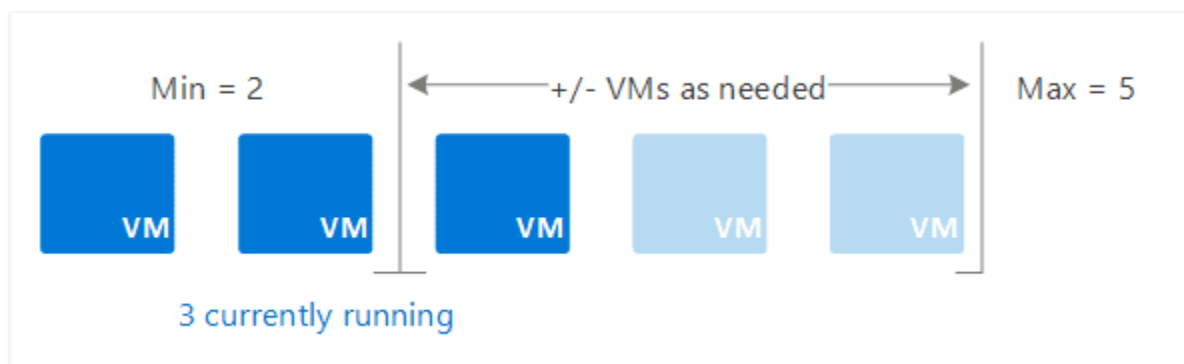 Min = 2
+/- VMs as needed
Max = 5
VM
VM
VM
VM
VM
3 currently running